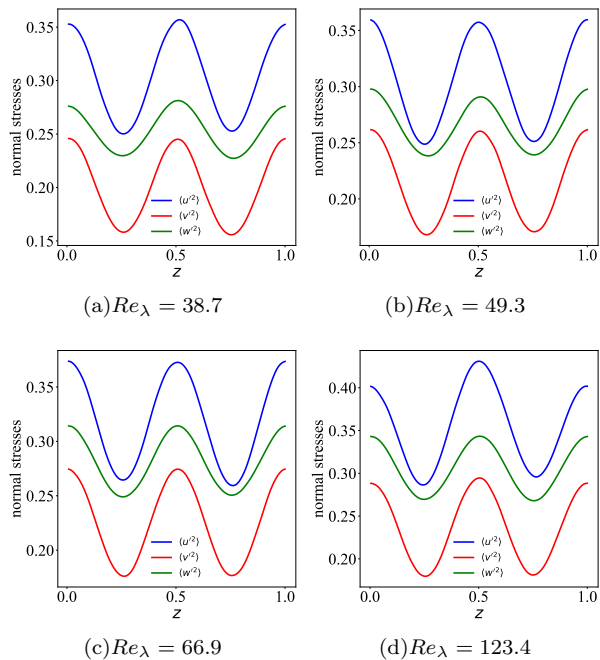 0.35
0.30
0.25
0.20
0.15
normal stresses
⟨u′²⟩
⟨v′²⟩
⟨w′²⟩
0.0 0.5 1.0
z
(a)Reλ = 38.7
0.35
0.30
0.25
0.20
normal stresses
⟨u′²⟩
⟨v′²⟩
⟨w′²⟩
0.0 0.5 1.0
z
(b)Reλ = 49.3
0.35
0.30
0.25
0.20
normal stresses
⟨u′²⟩
⟨v′²⟩
⟨w′²⟩
0.0 0.5 1.0
z
(c)Reλ = 66.9
0.40
0.35
0.30
0.25
0.20
normal stresses
⟨u′²⟩
⟨v′²⟩
⟨w′²⟩
0.0 0.5 1.0
z
(d)Reλ = 123.4